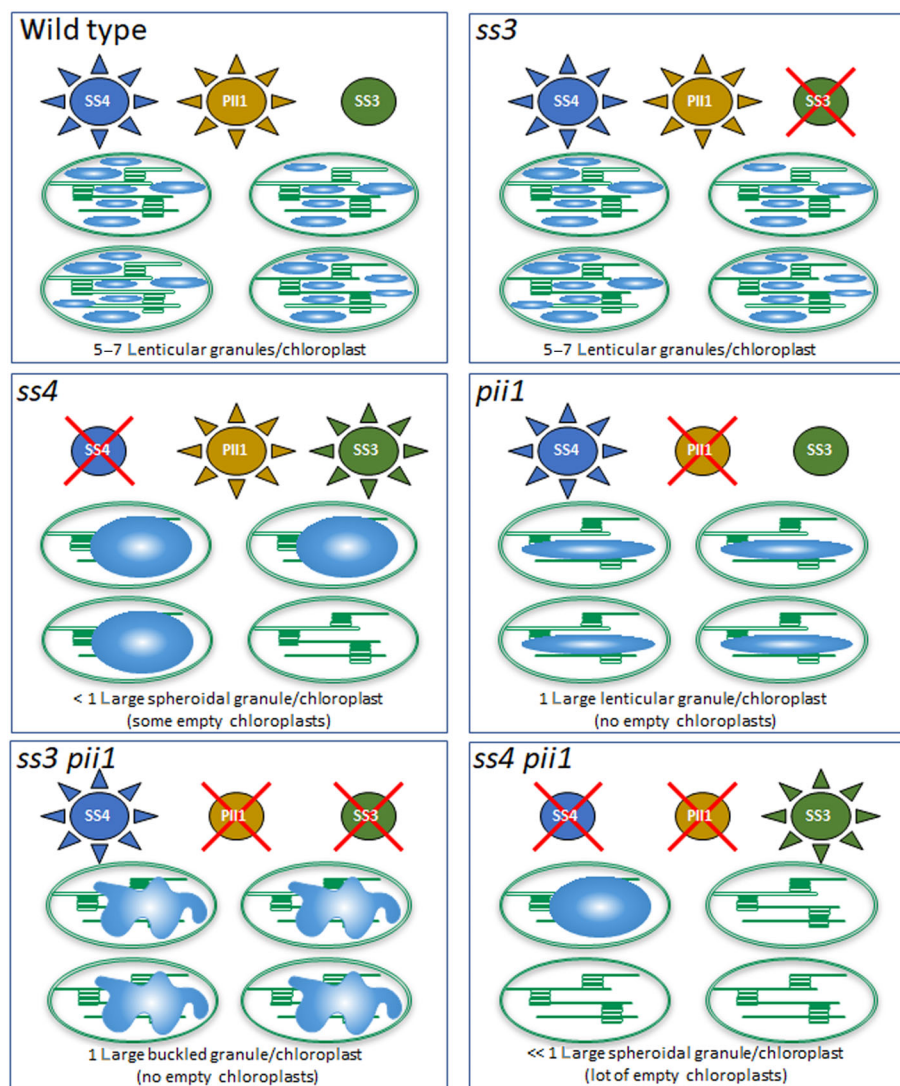 Wild type
SS4 PII1 SS3
5–7 Lenticular granules/chloroplast
ss3
SS4 PII1 SS3
5–7 Lenticular granules/chloroplast
ss4
SS4 PII1 SS3
< 1 Large spheroidal granule/chloroplast
(some empty chloroplasts)
pii1
SS4 PII1 SS3
1 Large lenticular granule/chloroplast
(no empty chloroplasts)
ss3 pii1
SS4 PII1 SS3
1 Large buckled granule/chloroplast
(no empty chloroplasts)
ss4 pii1
SS4 PII1 SS3
<< 1 Large spheroidal granule/chloroplast
(lot of empty chloroplasts)